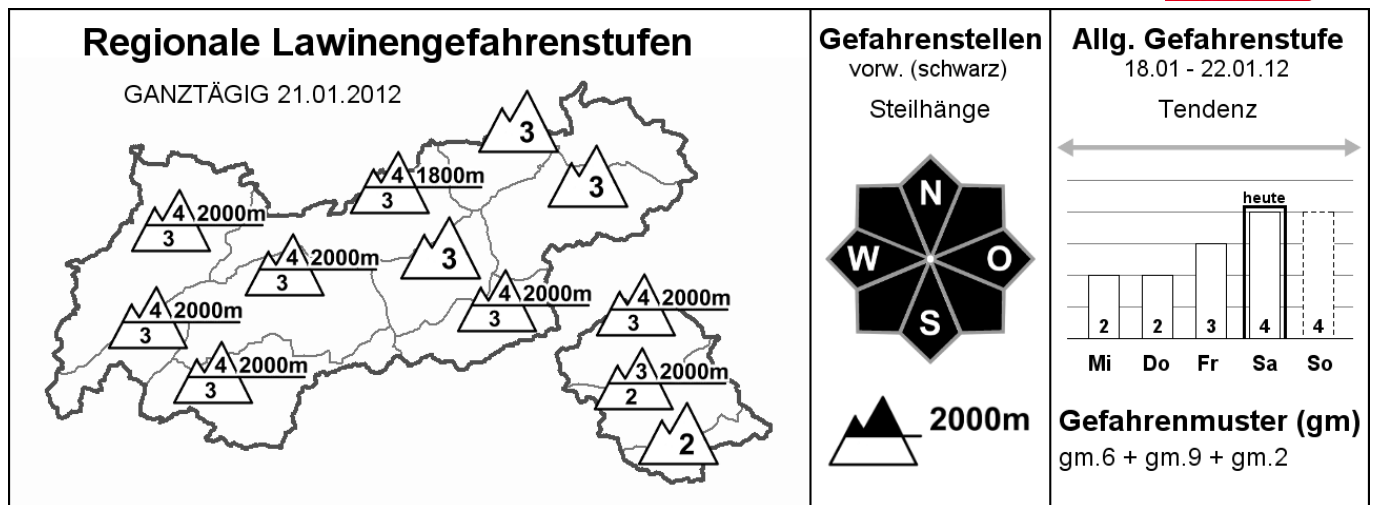 Regionale Lawinengefahrenstufen
GANZTÄGIG 21.01.2012
3
4 1800m
3
3
4 2000m
3
4 2000m
3
3
4 2000m
3
4 2000m
3
4 2000m
3
4 2000m
3
3 2000m
2
2
Gefahrenstellen
vorw. (schwarz)
Steilhänge
N
W
O
S
2000m
Allg. Gefahrenstufe
18.01 - 22.01.12
Tendenz
heute
2 2 3 4 4
Mi Do Fr Sa So
Gefahrenmuster (gm)
gm.6 + gm.9 + gm.2